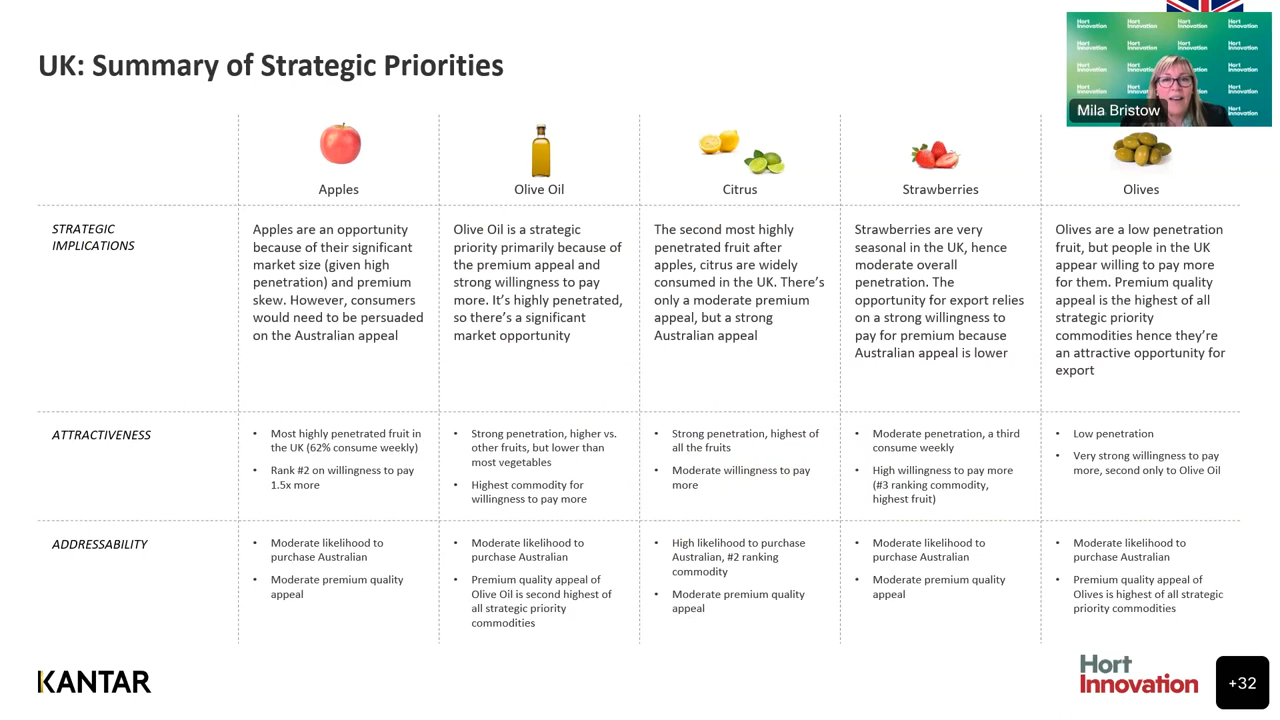 UK: Summary of Strategic Priorities
Hort Innovation
Mila Bristow
Apples
Olive Oil
Citrus
Strawberries
Olives
STRATEGIC
IMPLICATIONS
Apples are an opportunity
because of their significant
market size (given high
penetration) and premium
skew. However, consumers
would need to be persuaded
on the Australian appeal
Olive Oil is a strategic
priority primarily because of
the premium appeal and
strong willingness to pay
more. It's highly penetrated,
so there's a significant
market opportunity
The second most highly
penetrated fruit after
apples, citrus are widely
consumed in the UK. There's
only a moderate premium
appeal, but a strong
Australian appeal
Strawberries are very
seasonal in the UK, hence
moderate overall
penetration. The
opportunity for export relies
on a strong willingness to
pay for premium because
Australian appeal is lower
Olives are a low penetration
fruit, but people in the UK
appear willing to pay more
for them. Premium quality
appeal is the highest of all
strategic priority
commodities hence they're
an attractive opportunity for
export
ATTRACTIVENESS
• Most highly penetrated fruit in
the UK (62% consume weekly)
• Rank #2 on willingness to pay
1.5x more
• Strong penetration, higher vs.
other fruits, but lower than
most vegetables
• Highest commodity for
willingness to pay more
• Strong penetration, highest of
all the fruits
• Moderate willingness to pay
more
• Moderate penetration, a third
consume weekly
• High willingness to pay more
(#3 ranking commodity,
highest fruit)
• Low penetration
• Very strong willingness to pay
more, second only to Olive Oil
ADDRESSABILITY
• Moderate likelihood to
purchase Australian
• Moderate premium quality
appeal
• Moderate likelihood to
purchase Australian
• Premium quality appeal of
Olive Oil is second highest of
all strategic priority
commodities
• High likelihood to purchase
Australian, #2 ranking
commodity
• Moderate premium quality
appeal
• Moderate likelihood to
purchase Australian
• Moderate premium quality
appeal
• Moderate likelihood to
purchase Australian
• Premium quality appeal of
Olives is highest of all strategic
priority commodities
KANTAR
Hort
Innovation
+32